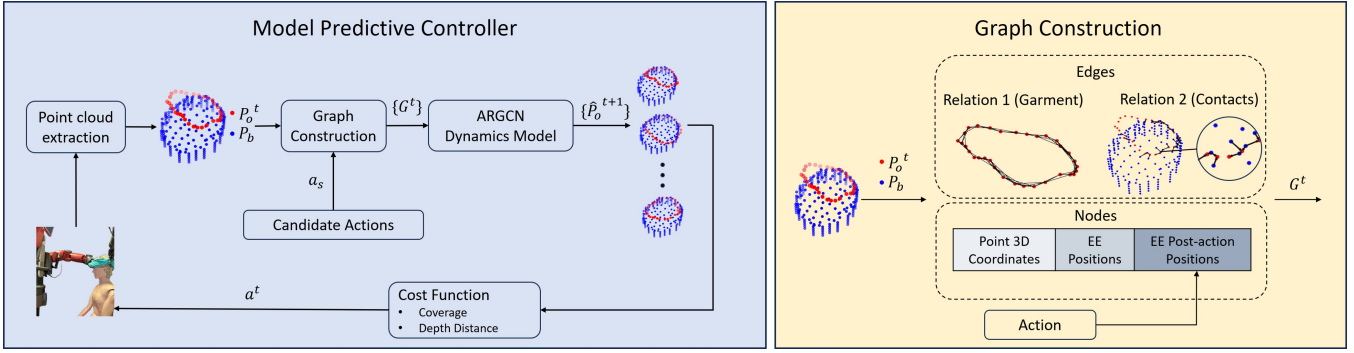 Model Predictive Controller
Point cloud
extraction
P_o^t
P_b
Graph
Construction
{G^t}
ARGCN
Dynamics Model
{P̂_o^{t+1}}
a_s
Candidate Actions
a^t
Cost Function
• Coverage
• Depth Distance
Graph Construction
P_o^t
P_b
Edges
Relation 1 (Garment)
Relation 2 (Contacts)
Nodes
Point 3D
Coordinates
EE
Positions
EE Post-action
Positions
Action
G^t